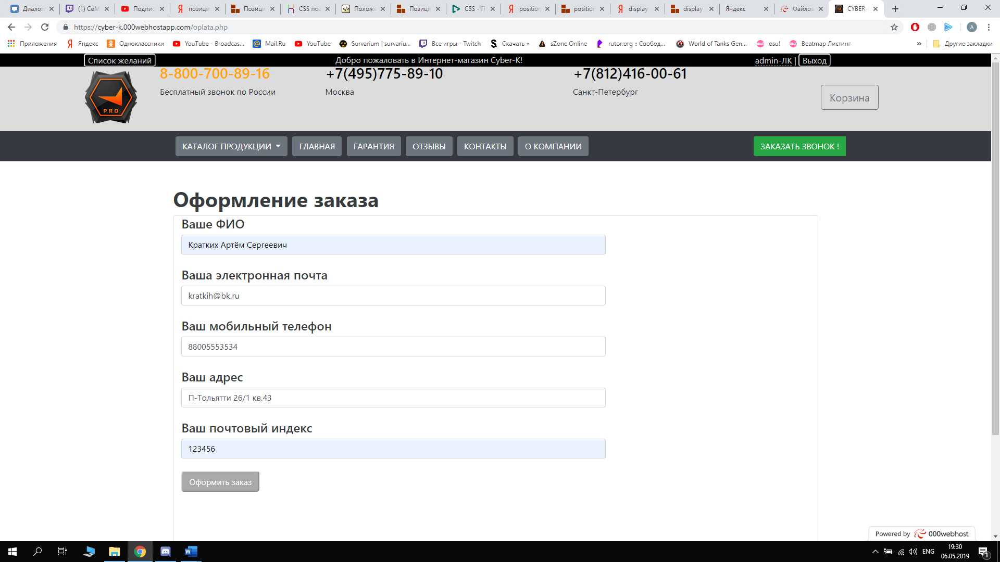 Диалог
(1) СеМ
Подпис
позици
Позици
CSS поз
Положе
Позици
CSS - П
position
position
display
display
Яндекс
Файлов
CYBER-
https://cyber-k.000webhostapp.com/oplata.php
A
Приложения
Яндекс
Одноклассники
YouTube - Broadcas...
Mail.Ru
YouTube
Survarium | survariu...
Все игры - Twitch
Скачать »
sZone Online
rutor.org :: Свобод...
World of Tanks Gen...
osu!
Beatmap Листинг
»
Другие закладки
Список желаний
Добро пожаловать в Интернет-магазин Cyber-K!
admin-ЛК | Выход
PRO
8-800-700-89-16
Бесплатный звонок по России
+7(495)775-89-10
Москва
+7(812)416-00-61
Санкт-Петербург
Корзина
КАТАЛОГ ПРОДУКЦИИ
ГЛАВНАЯ
ГАРАНТИЯ
ОТЗЫВЫ
КОНТАКТЫ
О КОМПАНИИ
ЗАКАЗАТЬ ЗВОНОК !
Оформление заказа
Ваше ФИО
Кратких Артём Сергеевич
Ваша электронная почта
kratkih@bk.ru
Ваш мобильный телефон
88005553534
Ваш адрес
П-Тольятти 26/1 кв.43
Ваш почтовый индекс
123456
Оформить заказ
Powered by 000webhost
ENG
19:30
06.05.2019
1